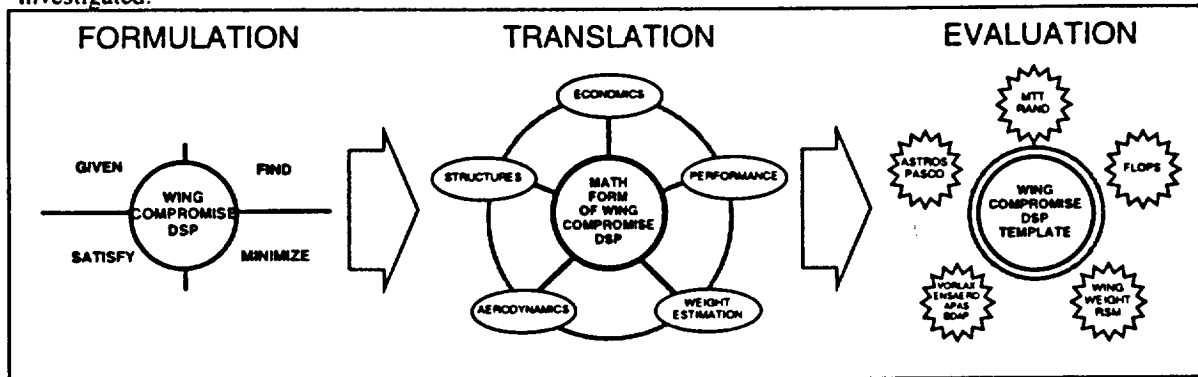 investigated.
FORMULATION
GIVEN
FIND
WING
COMPROMISE
DSP
SATISFY
MINIMIZE
TRANSLATION
ECONOMICS
STRUCTURES
PERFORMANCE
MATH
FORM
OF WING
COMPROMISE
DSP
AERODYNAMICS
WEIGHT
ESTIMATION
EVALUATION
MTT
RAND
ASTROS
PASCO
FLOPS
WING
COMPROMISE
DSP
TEMPLATE
VORLAX
ENSAERO
APAS
BDAP
WING
WEIGHT
RSM